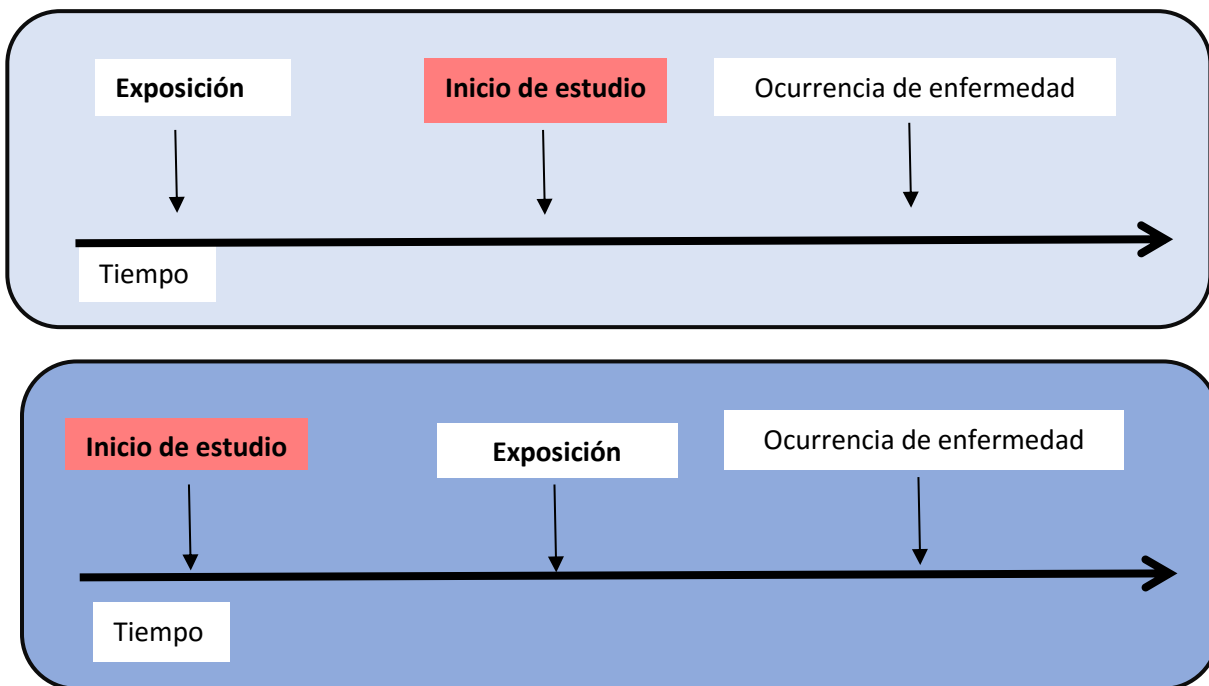 Exposición
Inicio de estudio
Ocurrencia de enfermedad
Tiempo
Inicio de estudio
Exposición
Ocurrencia de enfermedad
Tiempo